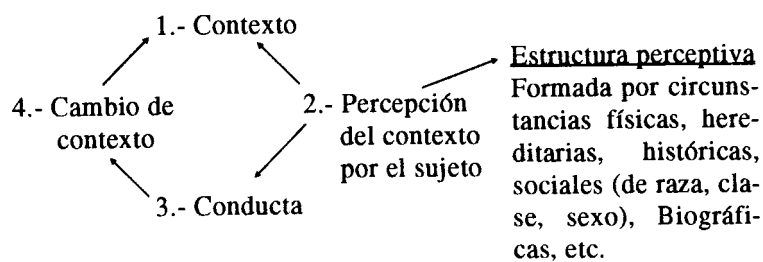 1.- Contexto
2.- Percepción
del contexto
por el sujeto
Estructura perceptiva
Formada por circuns-
tancias físicas, here-
ditarias, históricas,
sociales (de raza, cla-
se, sexo), Biográfi-
cas, etc.
3.- Conducta
4.- Cambio de
contexto